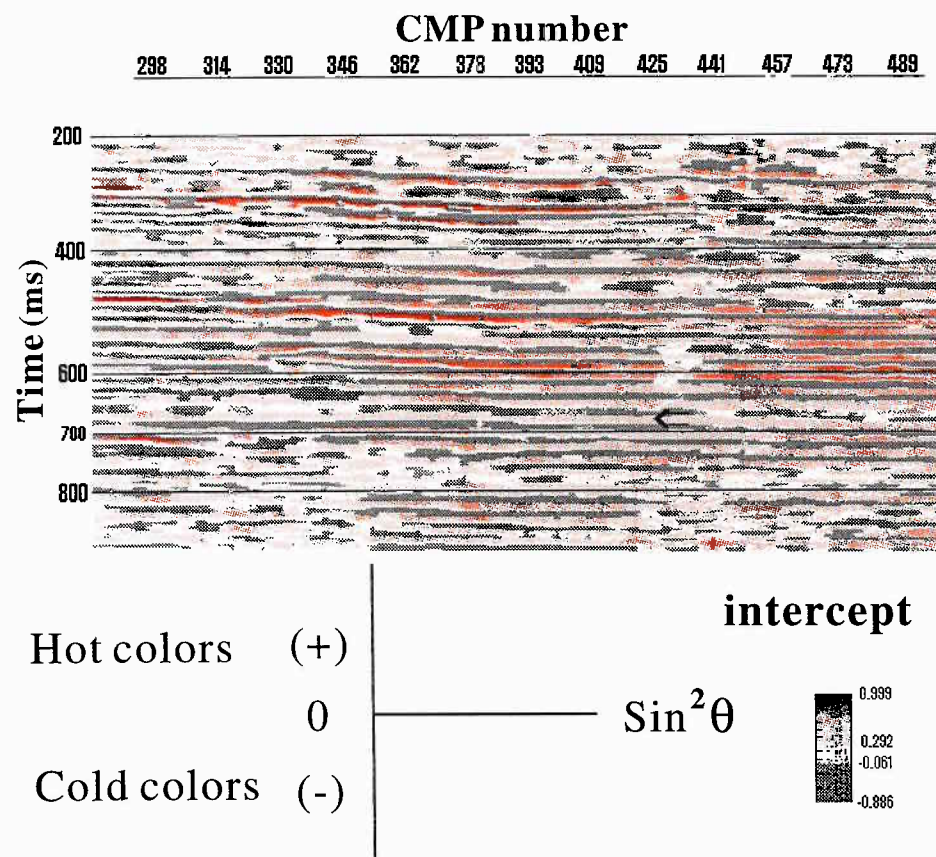 CMP number
298 314 330 346 362 378 393 409 425 441 457 473 489
Time (ms)
200
400
600
700
800
intercept
Hot colors (+)
0
Cold colors (-)
Sin²θ
0.999
0.292
-0.061
-0.886